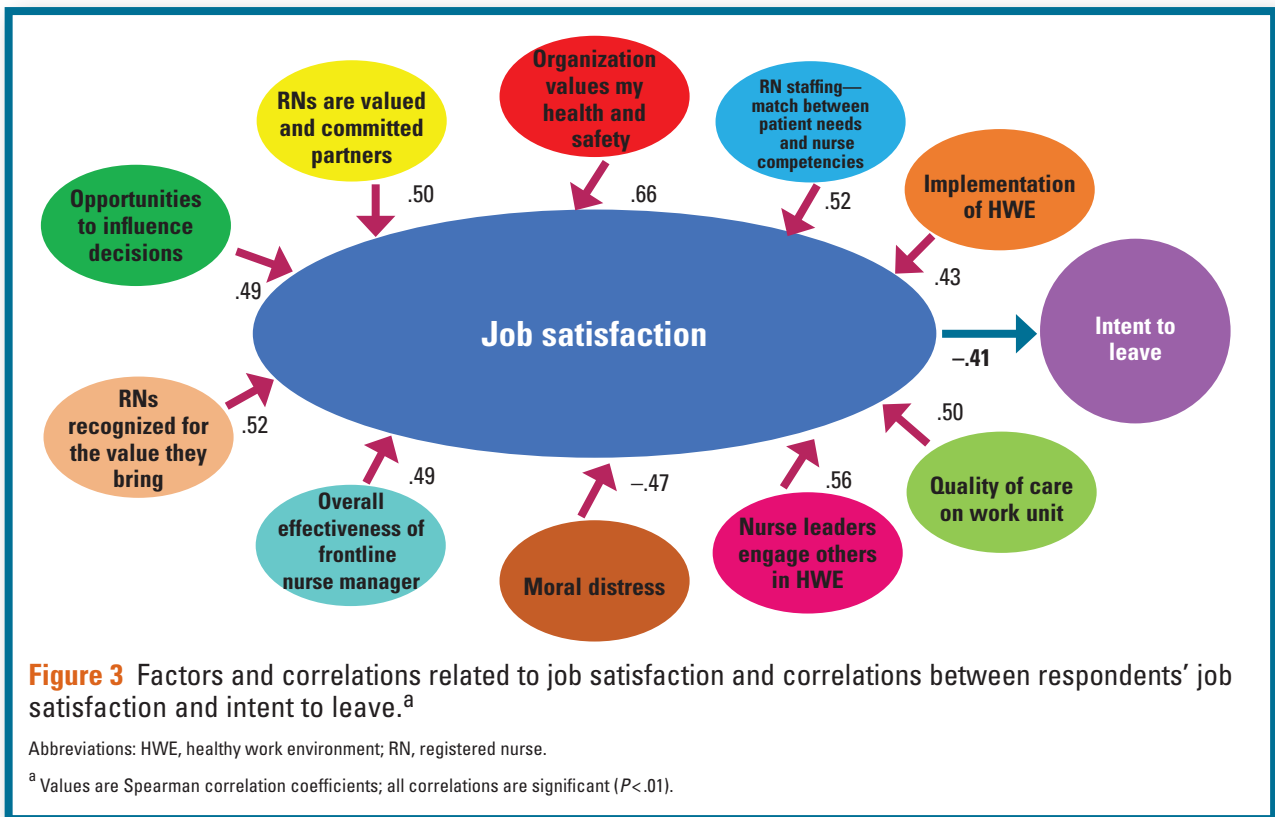 Organization
values my
health and
safety
.66
RNs are valued
and committed
partners
.50
RN staffing—
match between
patient needs
and nurse
competencies
.52
Opportunities
to influence
decisions
.49
Implementation
of HWE
.43
Job satisfaction
–.41
Intent to
leave
RNs
recognized for
the value they
bring
.52
Overall
effectiveness of
frontline
nurse manager
.49
Moral distress
–.47
Nurse leaders
engage others
in HWE
.56
Quality of care
on work unit
.50
Figure 3 Factors and correlations related to job satisfaction and correlations between respondents’ job
satisfaction and intent to leave.a
Abbreviations: HWE, healthy work environment; RN, registered nurse.
a Values are Spearman correlation coefficients; all correlations are significant (P<.01).